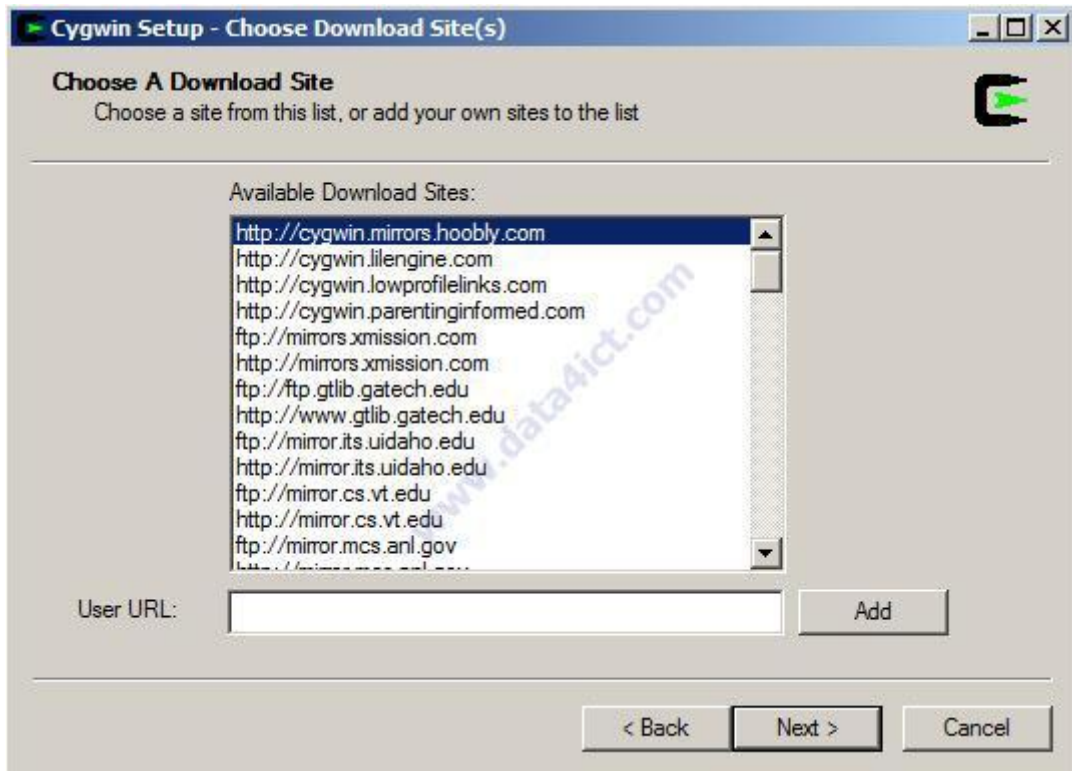 Cygwin Setup - Choose Download Site(s)
Choose A Download Site
Choose a site from this list, or add your own sites to the list
Available Download Sites:
http://cygwin.mirrors.hoobly.com
http://cygwin.lilengine.com
http://cygwin.lowprofilelinks.com
http://cygwin.parentinginformed.com
ftp://mirrors.xmission.com
http://mirrors.xmission.com
ftp://ftp.gtlib.gatech.edu
http://www.gtlib.gatech.edu
ftp://mirror.its.uidaho.edu
http://mirror.its.uidaho.edu
ftp://mirror.cs.vt.edu
http://mirror.cs.vt.edu
ftp://mirror.mcs.anl.gov
www.data4ict.com
User URL:
Add
< Back
Next >
Cancel